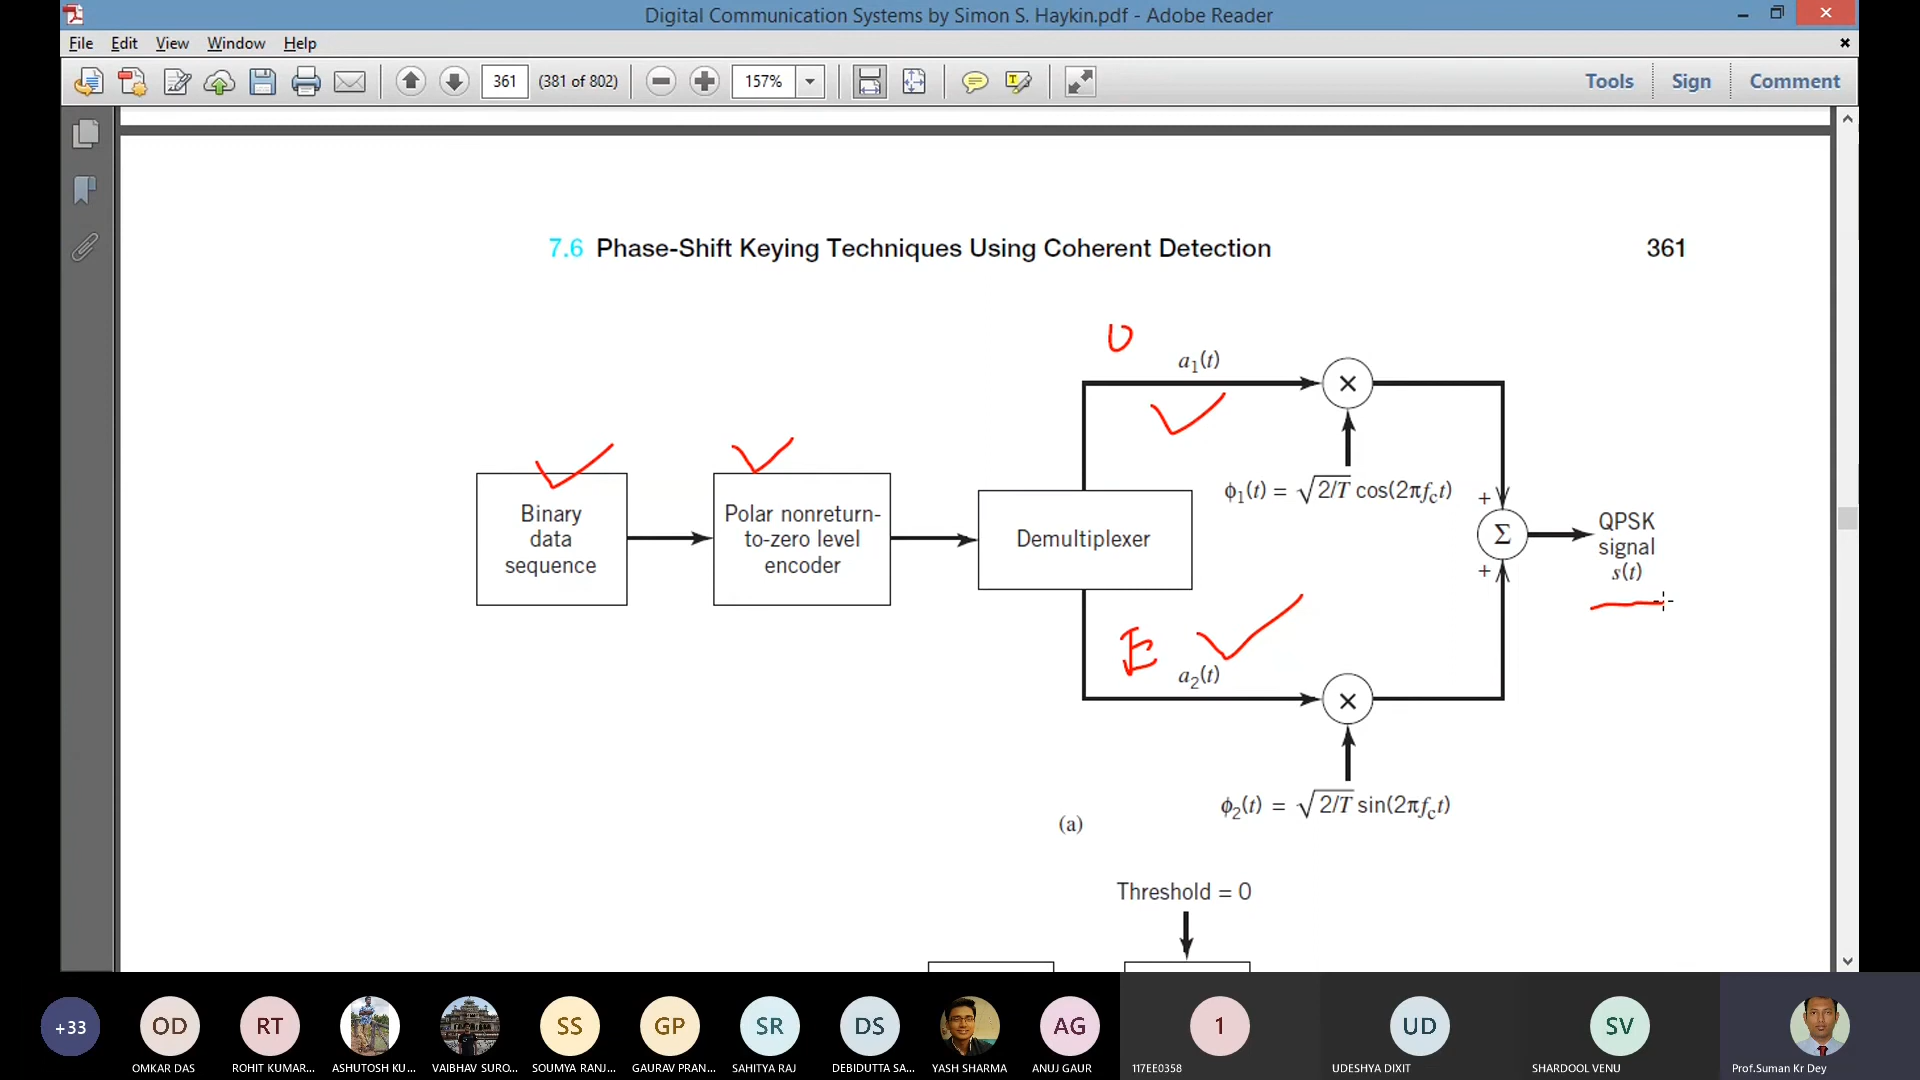 Digital Communication Systems by Simon S. Haykin.pdf - Adobe Reader
File Edit View Window Help
361 (381 of 802) 157% Tools Sign Comment
7.6 Phase-Shift Keying Techniques Using Coherent Detection 361
O
a1(t)
×
ϕ1(t) = √2/T cos(2πfct)
Binary
data
sequence
Polar nonreturn-
to-zero level
encoder
Demultiplexer
+
Σ
+
QPSK
signal
s(t)
E
a2(t)
×
ϕ2(t) = √2/T sin(2πfct)
(a)
Threshold = 0
+33 OD RT SS GP SR DS AG 1 UD SV
OMKAR DAS ROHIT KUMAR... ASHUTOSH KU... VAIBHAV SURO... SOUMYA RANJ... GAURAV PRAN... SAHITYA RAJ DEBIDUTTA SA... YASH SHARMA ANUJ GAUR 117EE0358 UDESHYA DIXIT SHARDOOL VENU Prof.Suman Kr Dey